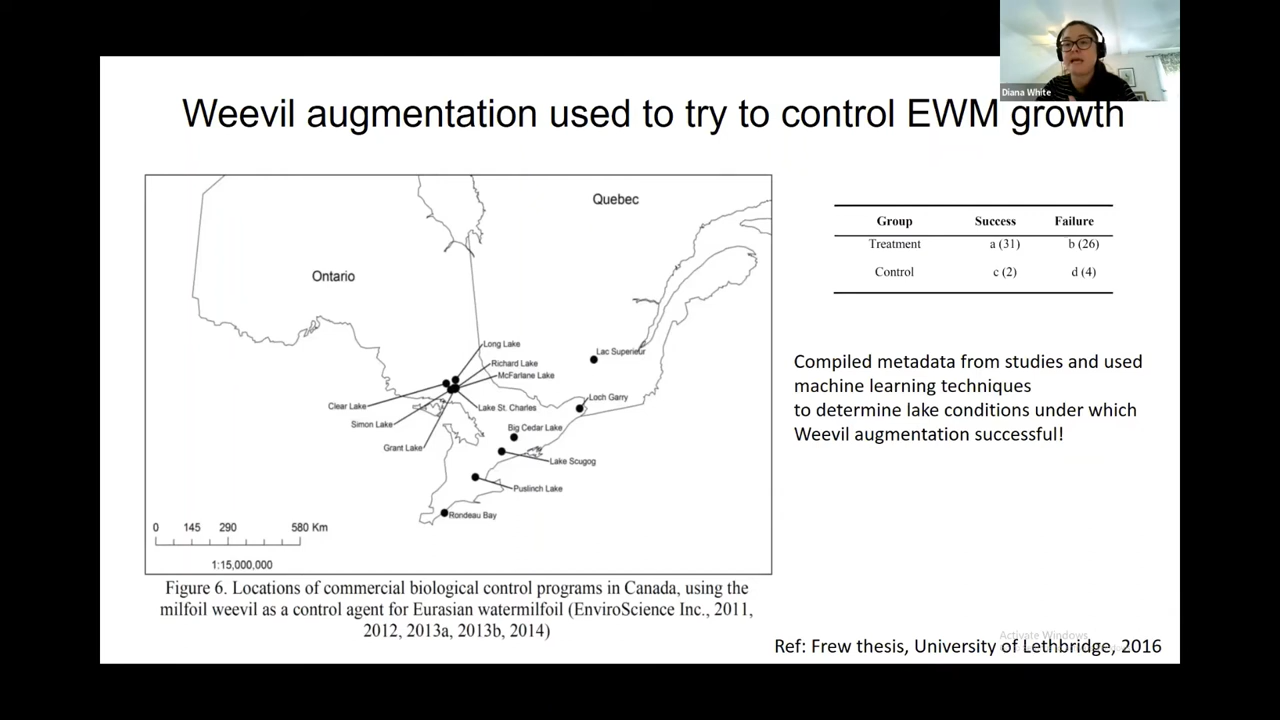 Diana White
Weevil augmentation used to try to control EWM growth
Quebec
Ontario
Long Lake
Richard Lake
McFarlane Lake
Lac Superieur
Clear Lake
Lake St. Charles
Loch Garry
Simon Lake
Big Cedar Lake
Grant Lake
Lake Scugog
Puslinch Lake
Rondeau Bay
0 145 290 580 Km
1:15,000,000
Figure 6. Locations of commercial biological control programs in Canada, using the
milfoil weevil as a control agent for Eurasian watermilfoil (EnviroScience Inc., 2011,
2012, 2013a, 2013b, 2014)
Group Success Failure
Treatment a (31) b (26)
Control c (2) d (4)
Compiled metadata from studies and used
machine learning techniques
to determine lake conditions under which
Weevil augmentation successful!
Activate Windows
Ref: Frew thesis, University of Lethbridge, 2016